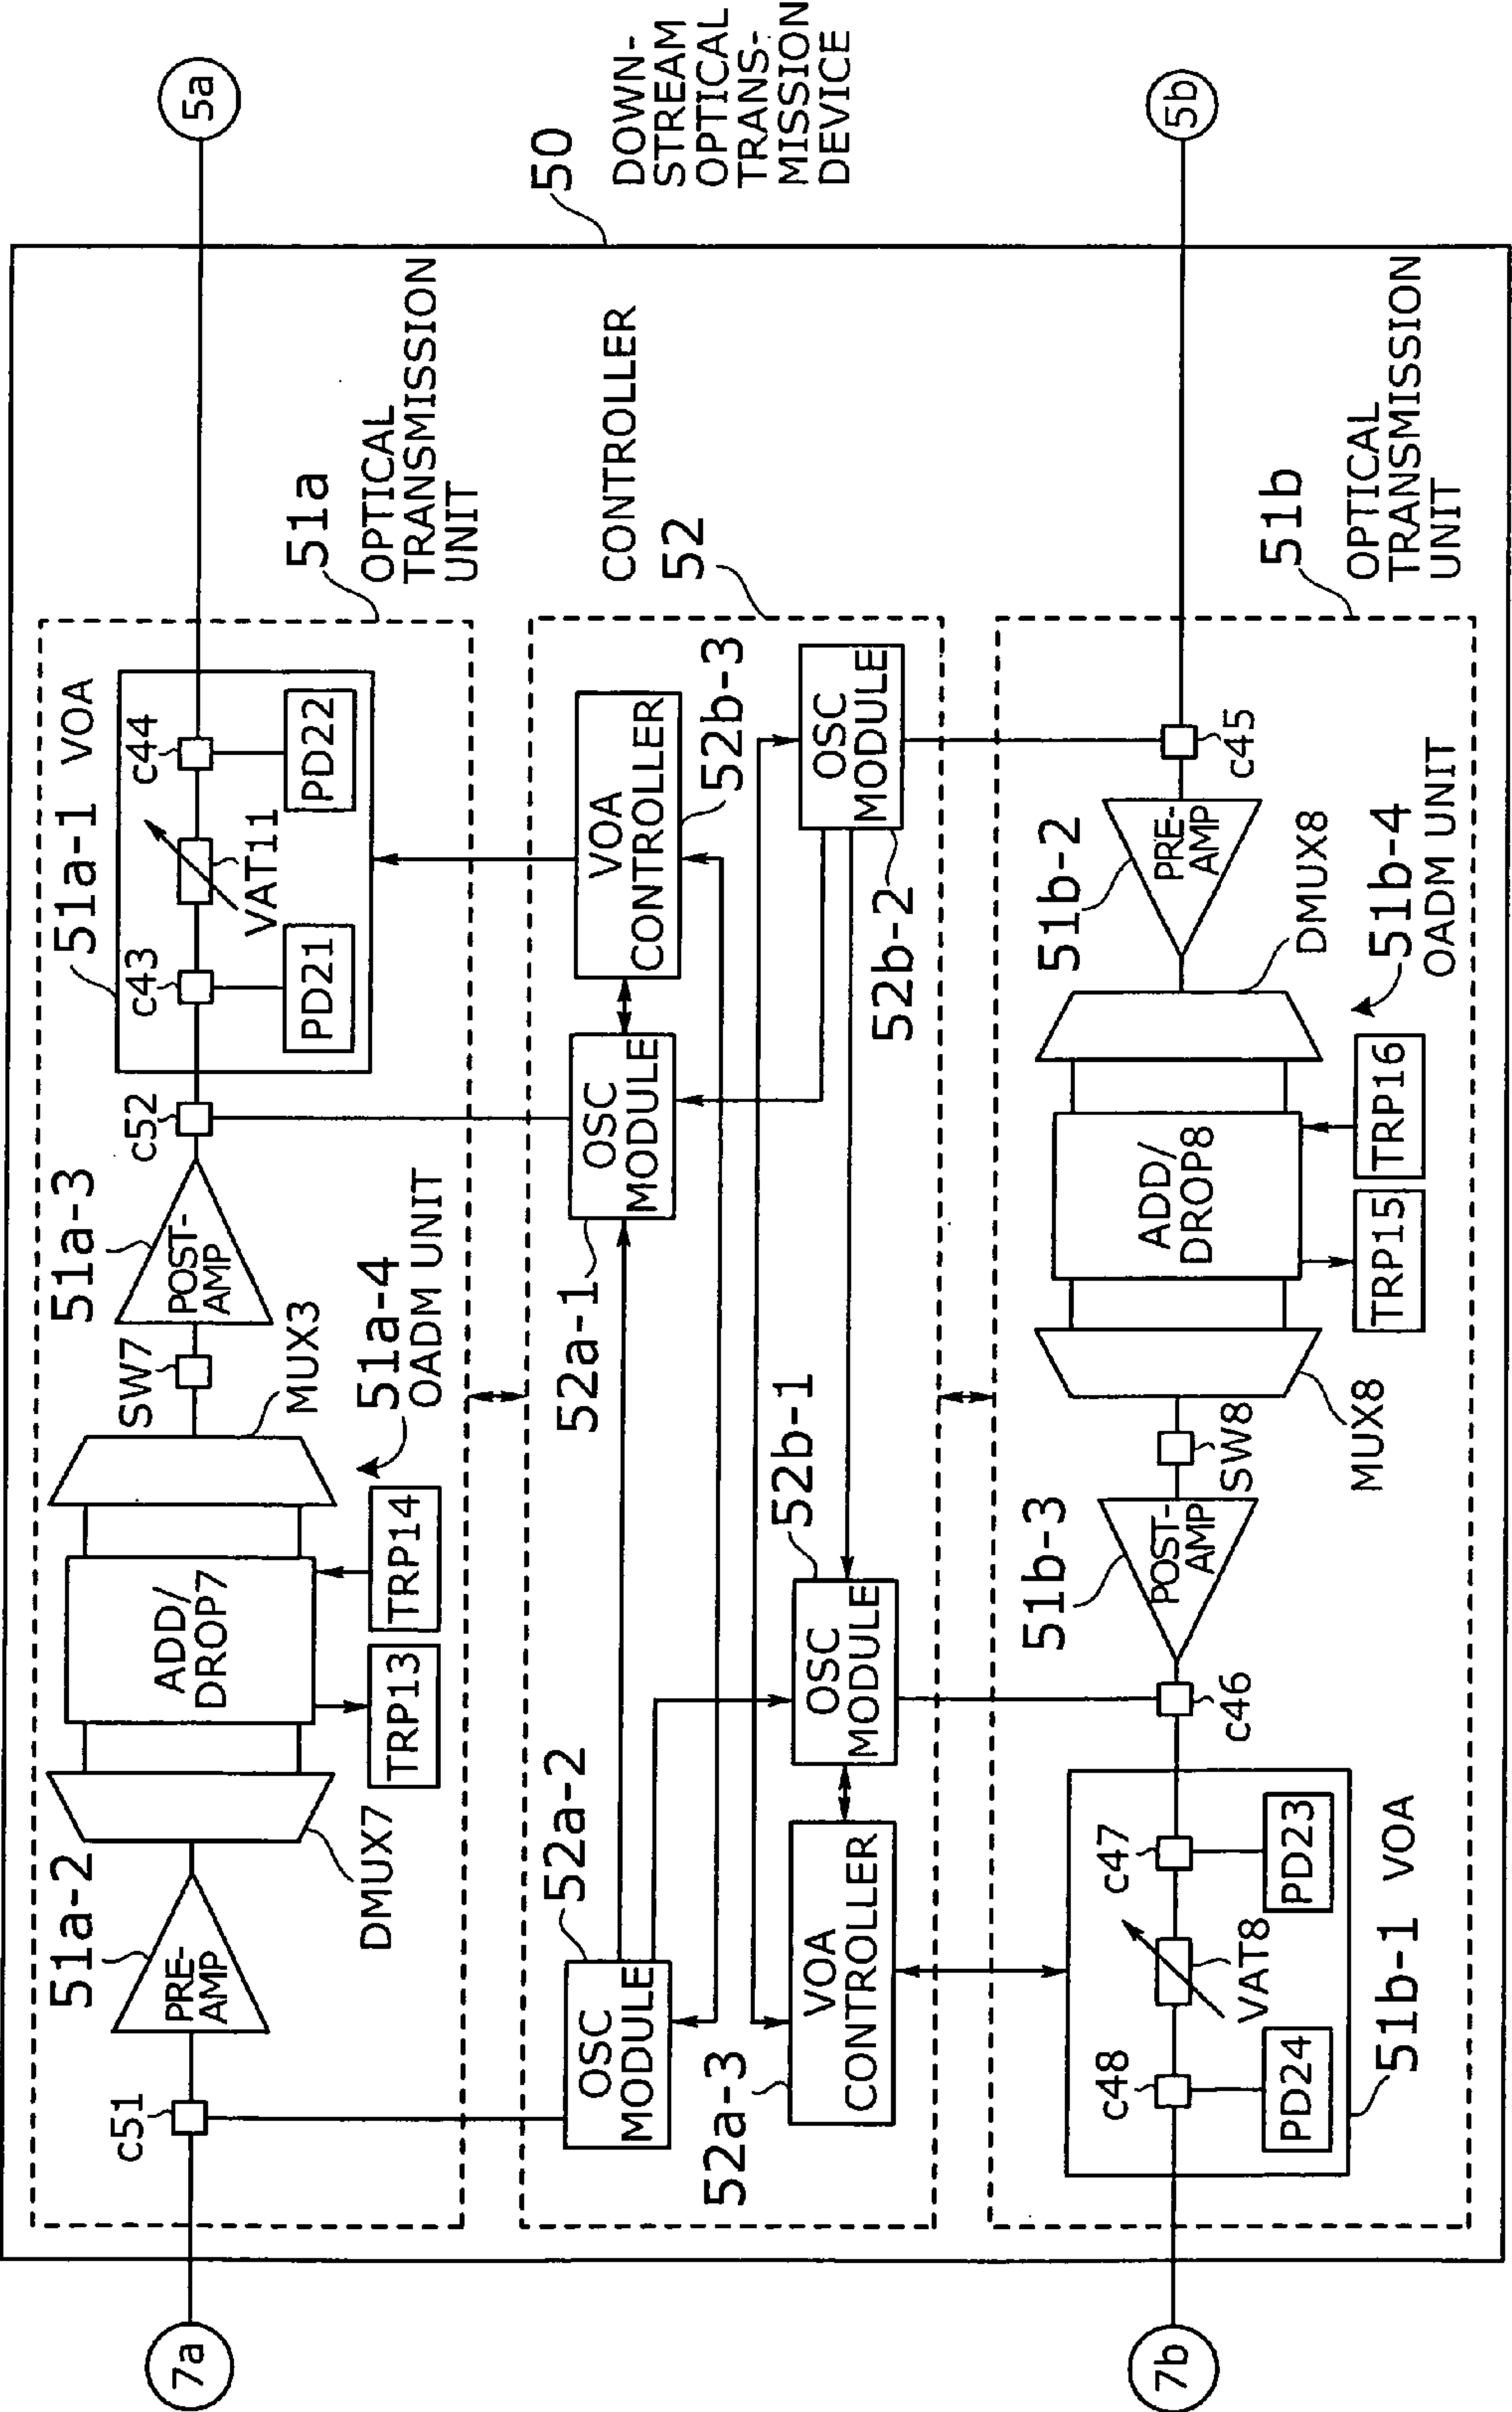 7a
c51
51a-2
PRE-
AMP
DMUX7
ADD/
DROP7
TRP13
TRP14
51a-4
OADM UNIT
MUX3
SW7
51a-3
POST-
AMP
c52
51a-1
VOA
c43
PD21
VAT11
c44
PD22
51a
OPTICAL
TRANSMISSION
UNIT
5a
50
DOWN-
STREAM
OPTICAL
TRANS-
MISSION
DEVICE
52a-2
OSC
MODULE
52a-1
OSC
MODULE
VOA
CONTROLLER
52b-3
CONTROLLER
52
52a-3
VOA
CONTROLLER
52b-1
OSC
MODULE
52b-2
OSC
MODULE
7b
c48
PD24
VAT8
c47
PD23
51b-1
VOA
c46
51b-3
POST-
AMP
SW8
MUX8
ADD/
DROP8
TRP15
TRP16
51b-4
OADM UNIT
DMUX8
51b-2
PRE-
AMP
c45
51b
OPTICAL
TRANSMISSION
UNIT
5b